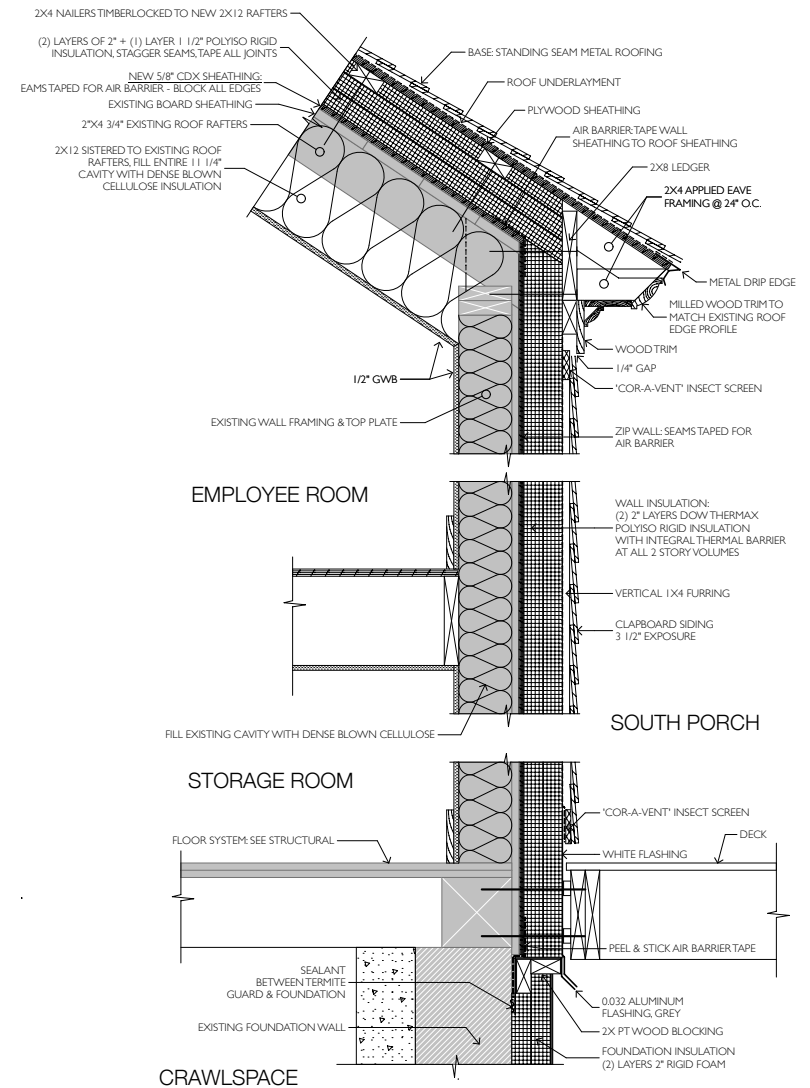 2X4 NAILERS TIMBERLOCKED TO NEW 2X12 RAFTERS
(2) LAYERS OF 2" + (1) LAYER 1 1/2" POLYISO RIGID
INSULATION, STAGGER SEAMS, TAPE ALL JOINTS
NEW 5/8" CDX SHEATHING:
EAMS TAPED FOR AIR BARRIER - BLOCK ALL EDGES
EXISTING BOARD SHEATHING
2"X4 3/4" EXISTING ROOF RAFTERS
2X12 SISTERED TO EXISTING ROOF
RAFTERS, FILL ENTIRE 11 1/4"
CAVITY WITH DENSE BLOWN
CELLULOSE INSULATION
BASE: STANDING SEAM METAL ROOFING
ROOF UNDERLAYMENT
PLYWOOD SHEATHING
AIR BARRIER: TAPE WALL
SHEATHING TO ROOF SHEATHING
2X8 LEDGER
2X4 APPLIED EAVE
FRAMING @ 24" O.C.
METAL DRIP EDGE
MILLED WOOD TRIM TO
MATCH EXISTING ROOF
EDGE PROFILE
WOOD TRIM
1/4" GAP
'COR-A-VENT' INSECT SCREEN
1/2" GWB
EXISTING WALL FRAMING & TOP PLATE
ZIP WALL: SEAMS TAPED FOR
AIR BARRIER
EMPLOYEE ROOM
WALL INSULATION:
(2) 2" LAYERS DOW THERMAX
POLYISO RIGID INSULATION
WITH INTEGRAL THERMAL BARRIER
AT ALL 2 STORY VOLUMES
VERTICAL 1X4 FURRING
CLAPBOARD SIDING
3 1/2" EXPOSURE
FILL EXISTING CAVITY WITH DENSE BLOWN CELLULOSE
SOUTH PORCH
STORAGE ROOM
'COR-A-VENT' INSECT SCREEN
FLOOR SYSTEM: SEE STRUCTURAL
DECK
WHITE FLASHING
PEEL & STICK AIR BARRIER TAPE
SEALANT
BETWEEN TERMITE
GUARD & FOUNDATION
0.032 ALUMINUM
FLASHING, GREY
EXISTING FOUNDATION WALL
2X PT WOOD BLOCKING
FOUNDATION INSULATION
(2) LAYERS 2" RIGID FOAM
CRAWLSPACE